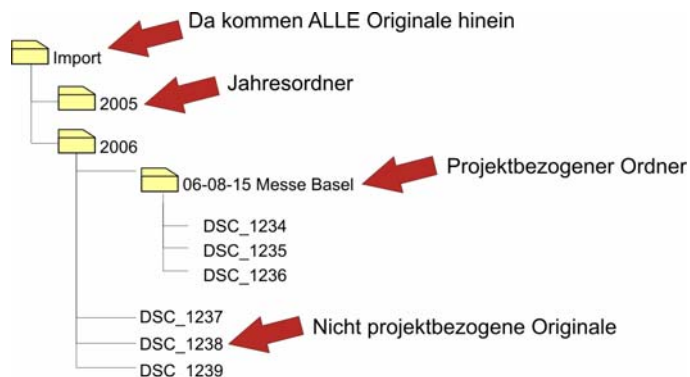 Da kommen ALLE Originale hinein
Import
Jahresordner
2005
2006
Projektbezogener Ordner
06-08-15 Messe Basel
DSC_1234
DSC_1235
DSC_1236
DSC_1237
Nicht projektbezogene Originale
DSC_1238
DSC_1239